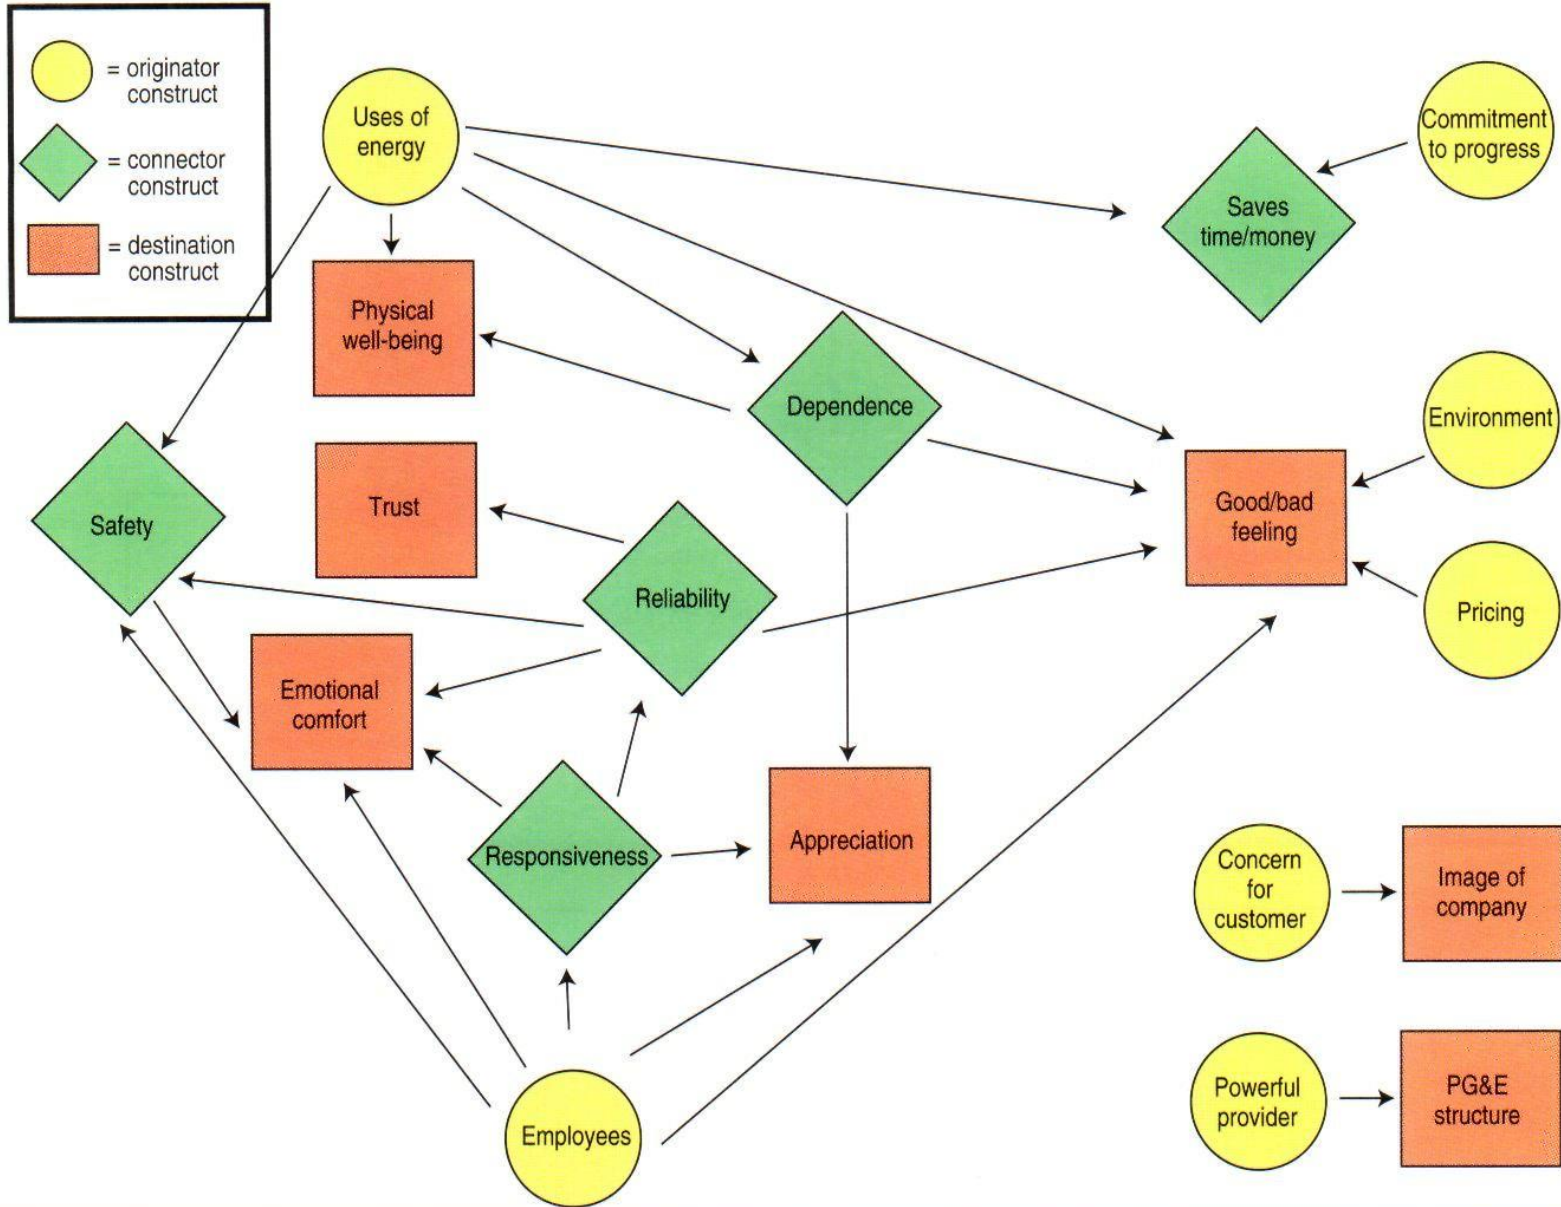 = originator
construct
= connector
construct
= destination
construct
Uses of
energy
Commitment
to progress
Saves
time/money
Physical
well-being
Dependence
Environment
Safety
Trust
Good/bad
feeling
Reliability
Pricing
Emotional
comfort
Responsiveness
Appreciation
Concern
for
customer
Image of
company
Employees
Powerful
provider
PG&E
structure